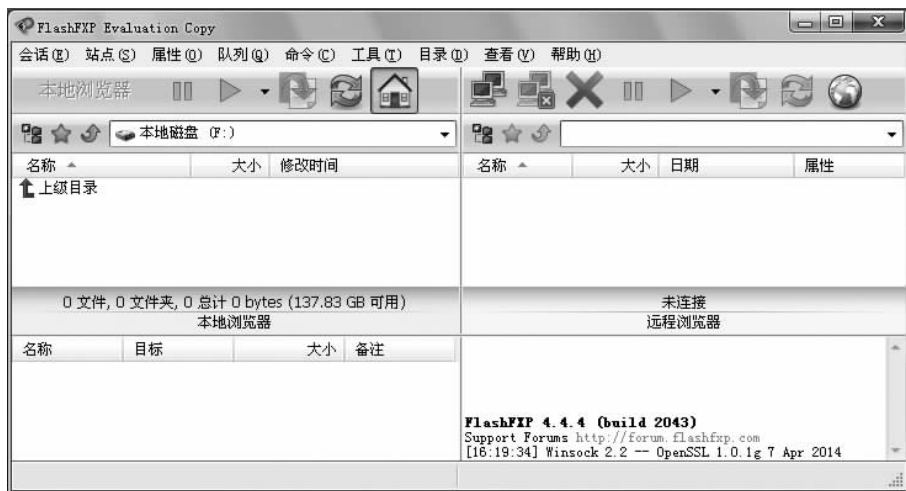 FlashFXP Evaluation Copy
会话(E) 站点(S) 属性(O) 队列(Q) 命令(C) 工具(T) 目录(D) 查看(V) 帮助(H)
本地浏览器
本地磁盘 (F:)
名称 大小 修改时间
上级目录
0 文件, 0 文件夹, 0 总计 0 bytes (137.83 GB 可用)
本地浏览器
名称 大小 日期 属性
未连接
远程浏览器
名称 目标 大小 备注
FlashFXP 4.4.4 (build 2043)
Support Forums http://forum.flashfxp.com
[16:19:34] Winsock 2.2 -- OpenSSL 1.0.1g 7 Apr 2014